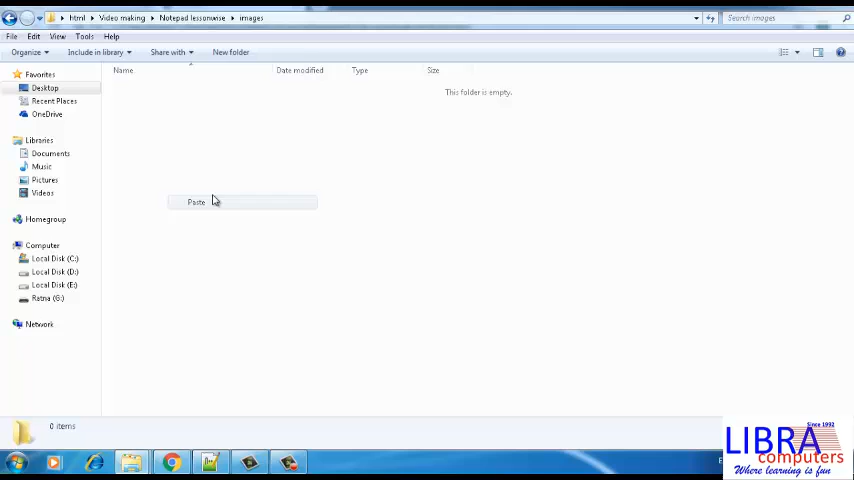 html ▸ Video making ▸ Notepad lessonwise ▸ images
Search images
File Edit View Tools Help
Organize Include in library Share with New folder
Name Date modified Type Size
This folder is empty.
Favorites
Desktop
Recent Places
OneDrive
Libraries
Documents
Music
Pictures
Videos
Paste
Homegroup
Computer
Local Disk (C:)
Local Disk (D:)
Local Disk (E:)
Ratna (G:)
Network
0 items
Since 1992
LIBRA
computers
Where learning is fun